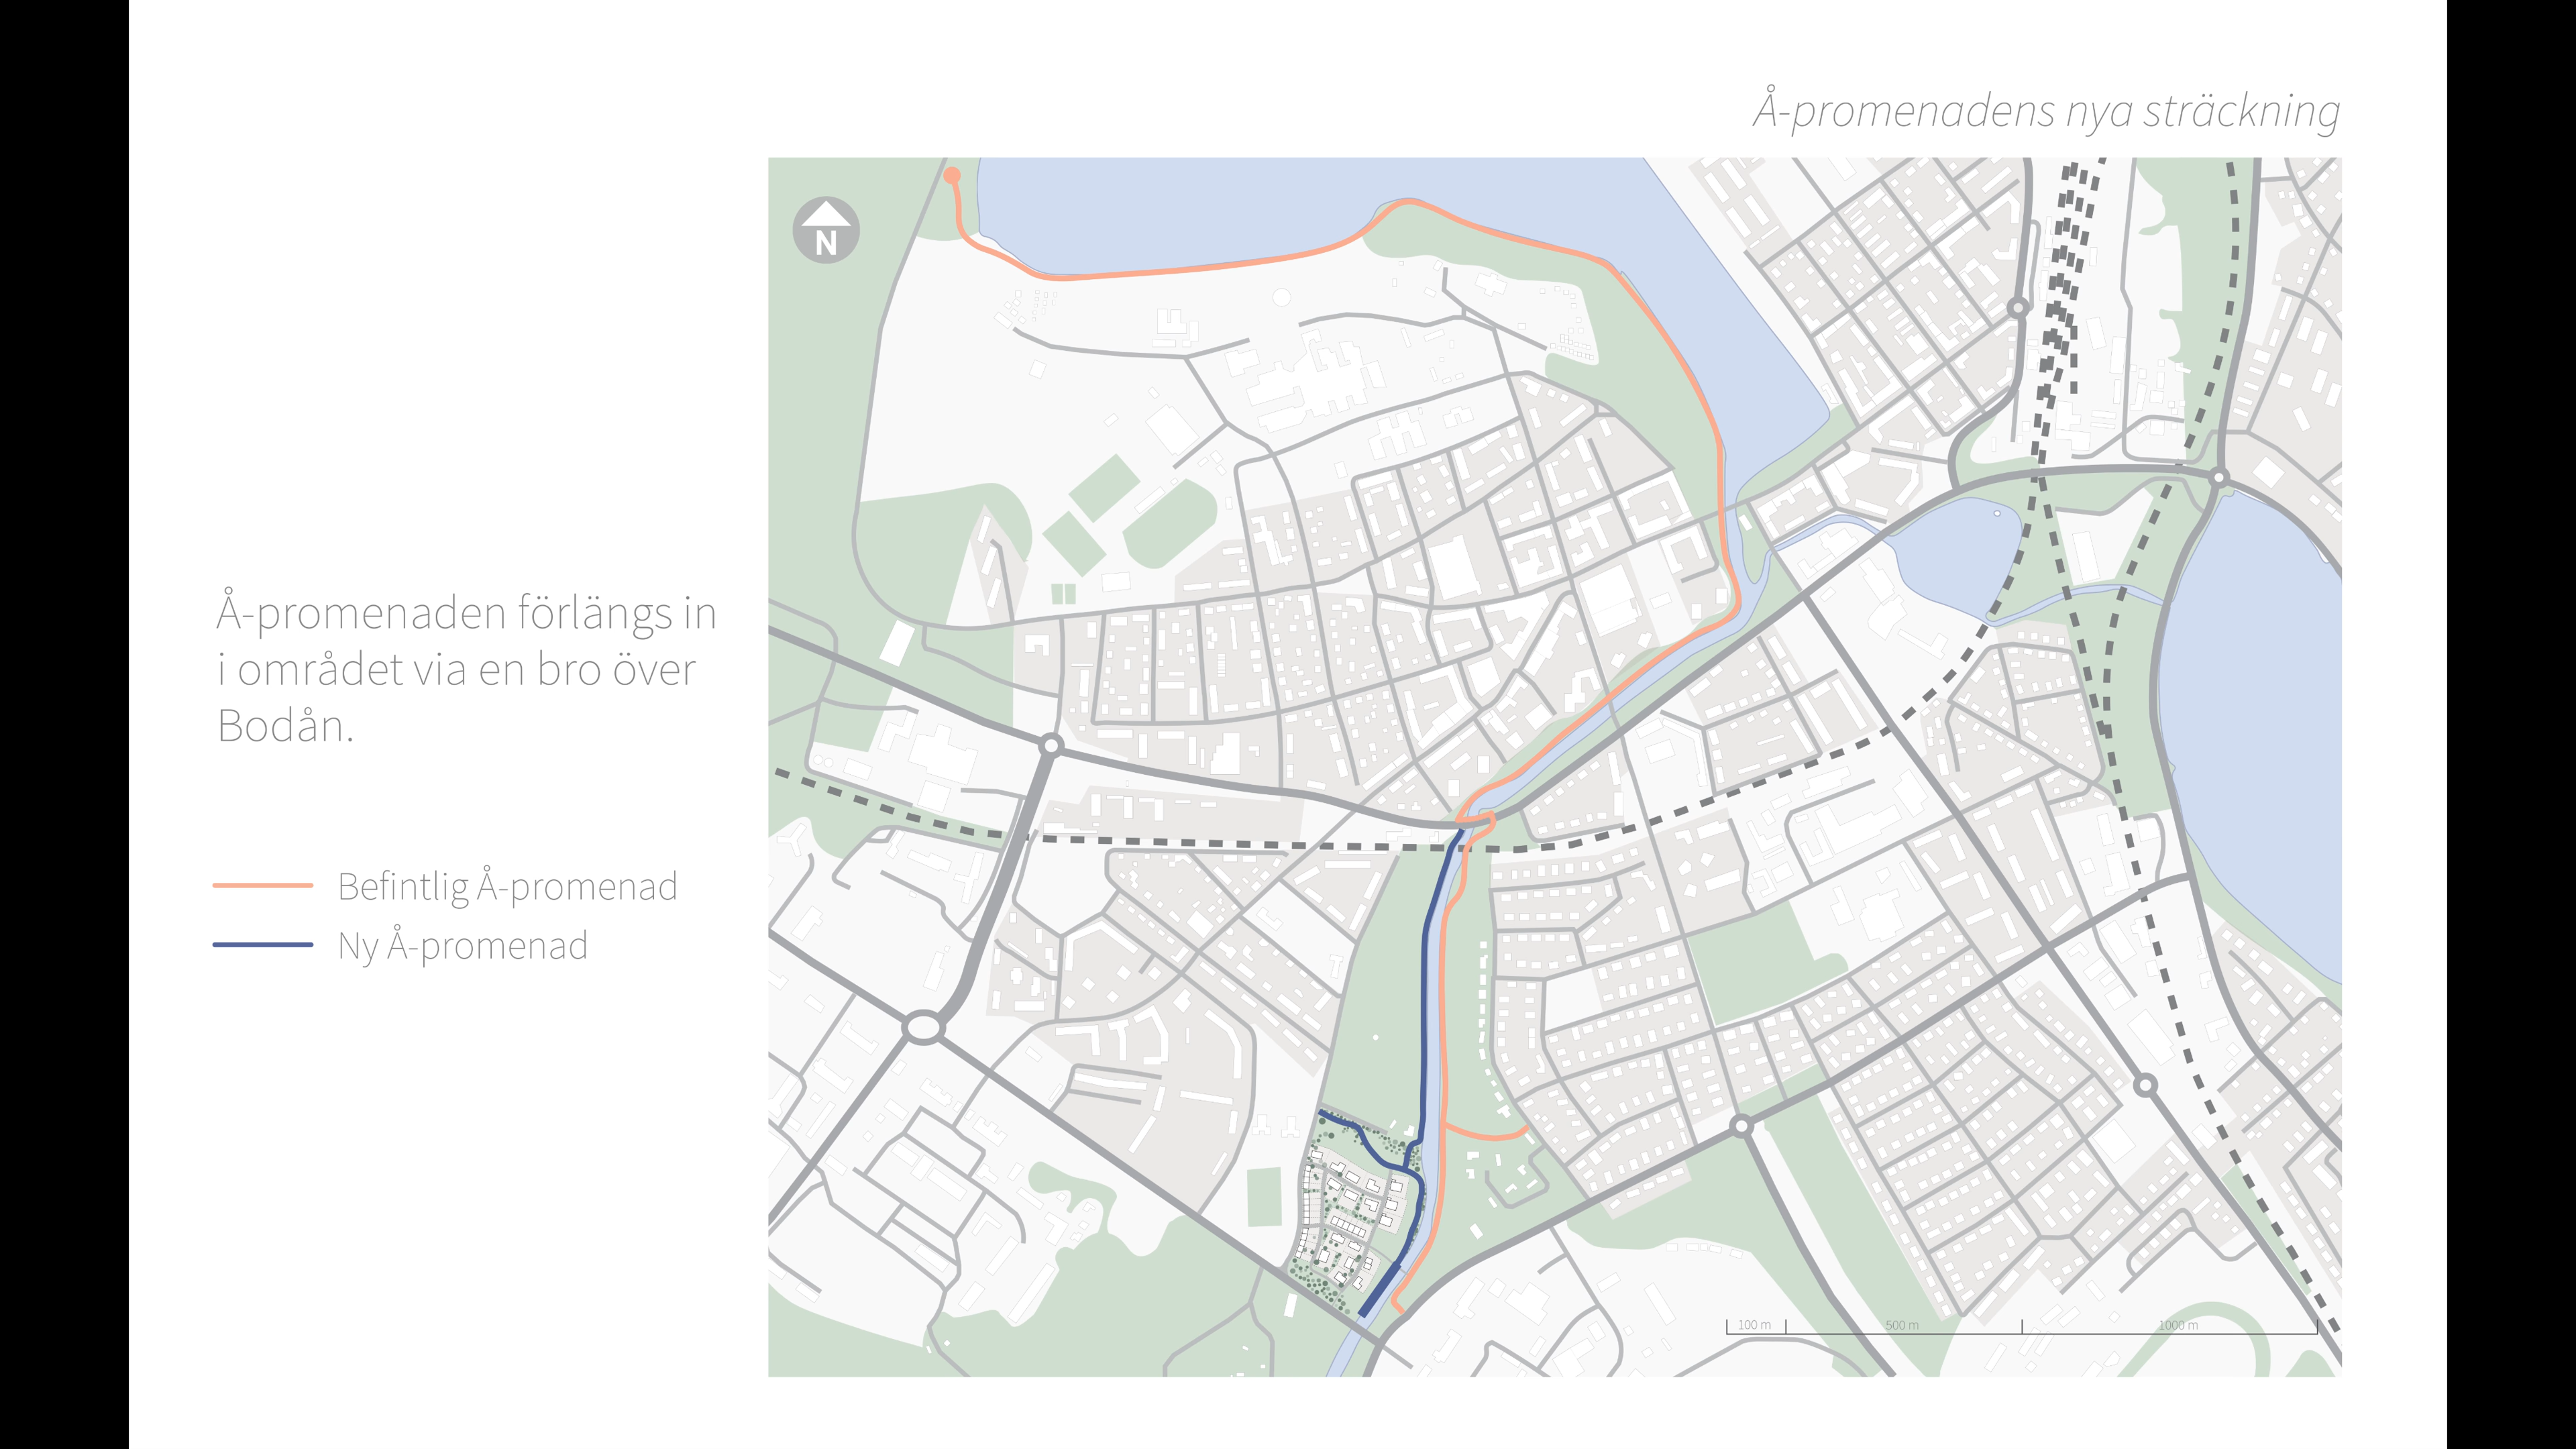 Å-promenadens nya sträckning
N
Å-promenaden förlängs in
i området via en bro över
Bodån.
Befintlig Å-promenad
Ny Å-promenad
100 m
500 m
1000 m